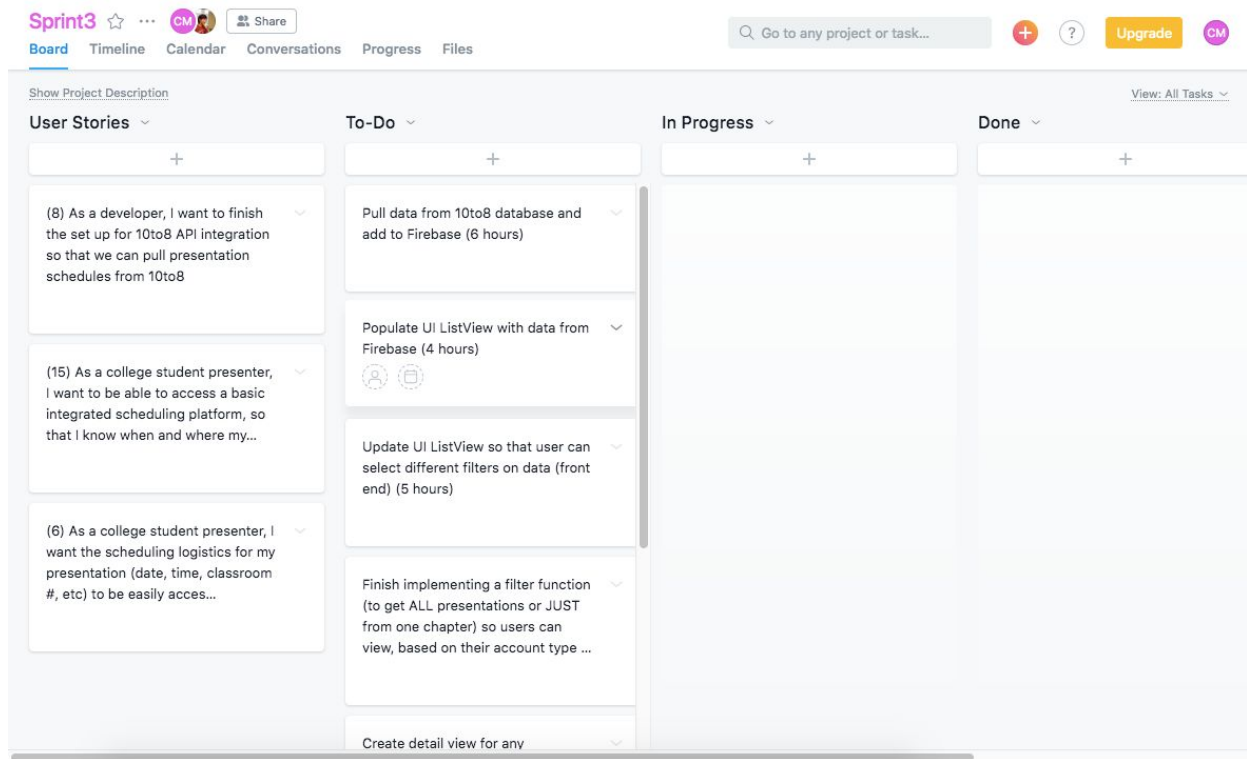 Sprint3 ☆ ··· CM Share
Board Timeline Calendar Conversations Progress Files
Go to any project or task...
+ ? Upgrade CM
Show Project Description
View: All Tasks
User Stories
+
(8) As a developer, I want to finish
the set up for 10to8 API integration
so that we can pull presentation
schedules from 10to8
(15) As a college student presenter,
I want to be able to access a basic
integrated scheduling platform, so
that I know when and where my...
(6) As a college student presenter, I
want the scheduling logistics for my
presentation (date, time, classroom
#, etc) to be easily acces...
To-Do
+
Pull data from 10to8 database and
add to Firebase (6 hours)
Populate UI ListView with data from
Firebase (4 hours)
Update UI ListView so that user can
select different filters on data (front
end) (5 hours)
Finish implementing a filter function
(to get ALL presentations or JUST
from one chapter) so users can
view, based on their account type ...
Create detail view for any
In Progress
+
Done
+